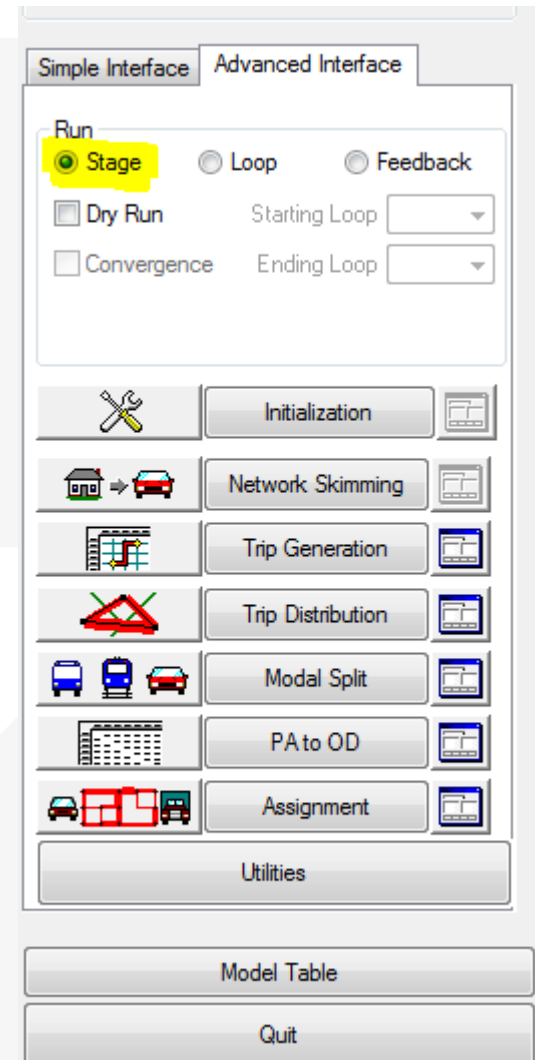 Simple Interface Advanced Interface
Run
Stage Loop Feedback
Dry Run Starting Loop
Convergence Ending Loop
Initialization
Network Skimming
Trip Generation
Trip Distribution
Modal Split
PA to OD
Assignment
Utilities
Model Table
Quit